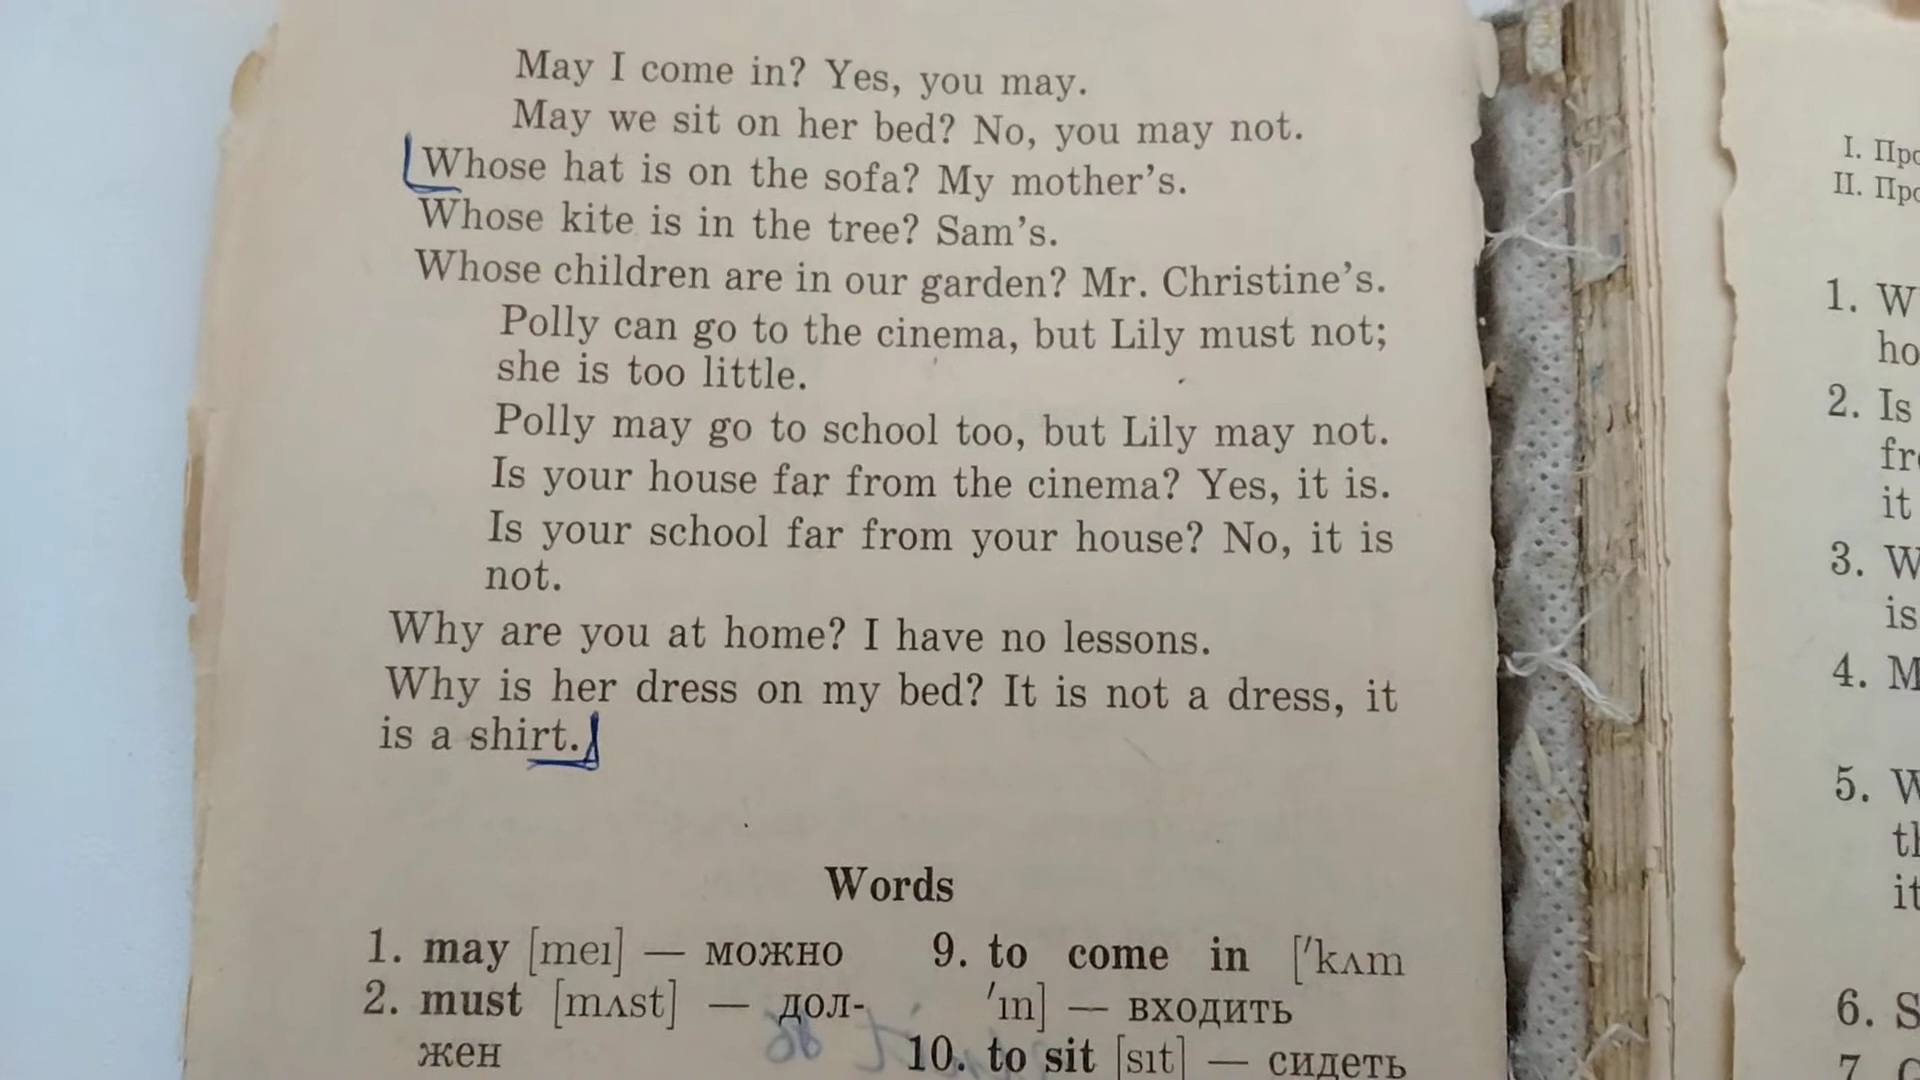 May I come in? Yes, you may.
May we sit on her bed? No, you may not.
Whose hat is on the sofa? My mother's.
Whose kite is in the tree? Sam's.
Whose children are in our garden? Mr. Christine's.
Polly can go to the cinema, but Lily must not;
she is too little.
Polly may go to school too, but Lily may not.
Is your house far from the cinema? Yes, it is.
Is your school far from your house? No, it is
not.
Why are you at home? I have no lessons.
Why is her dress on my bed? It is not a dress, it
is a shirt.
Words
1. may [meɪ] — можно
2. must [mʌst] — дол-
жен
9. to come in [ˈkʌm
ˈɪn] — входить
10. to sit [sɪt] — сидеть
I.
II.
1.
2. Is
it
3.
is
4.
5.
it
6.
7.